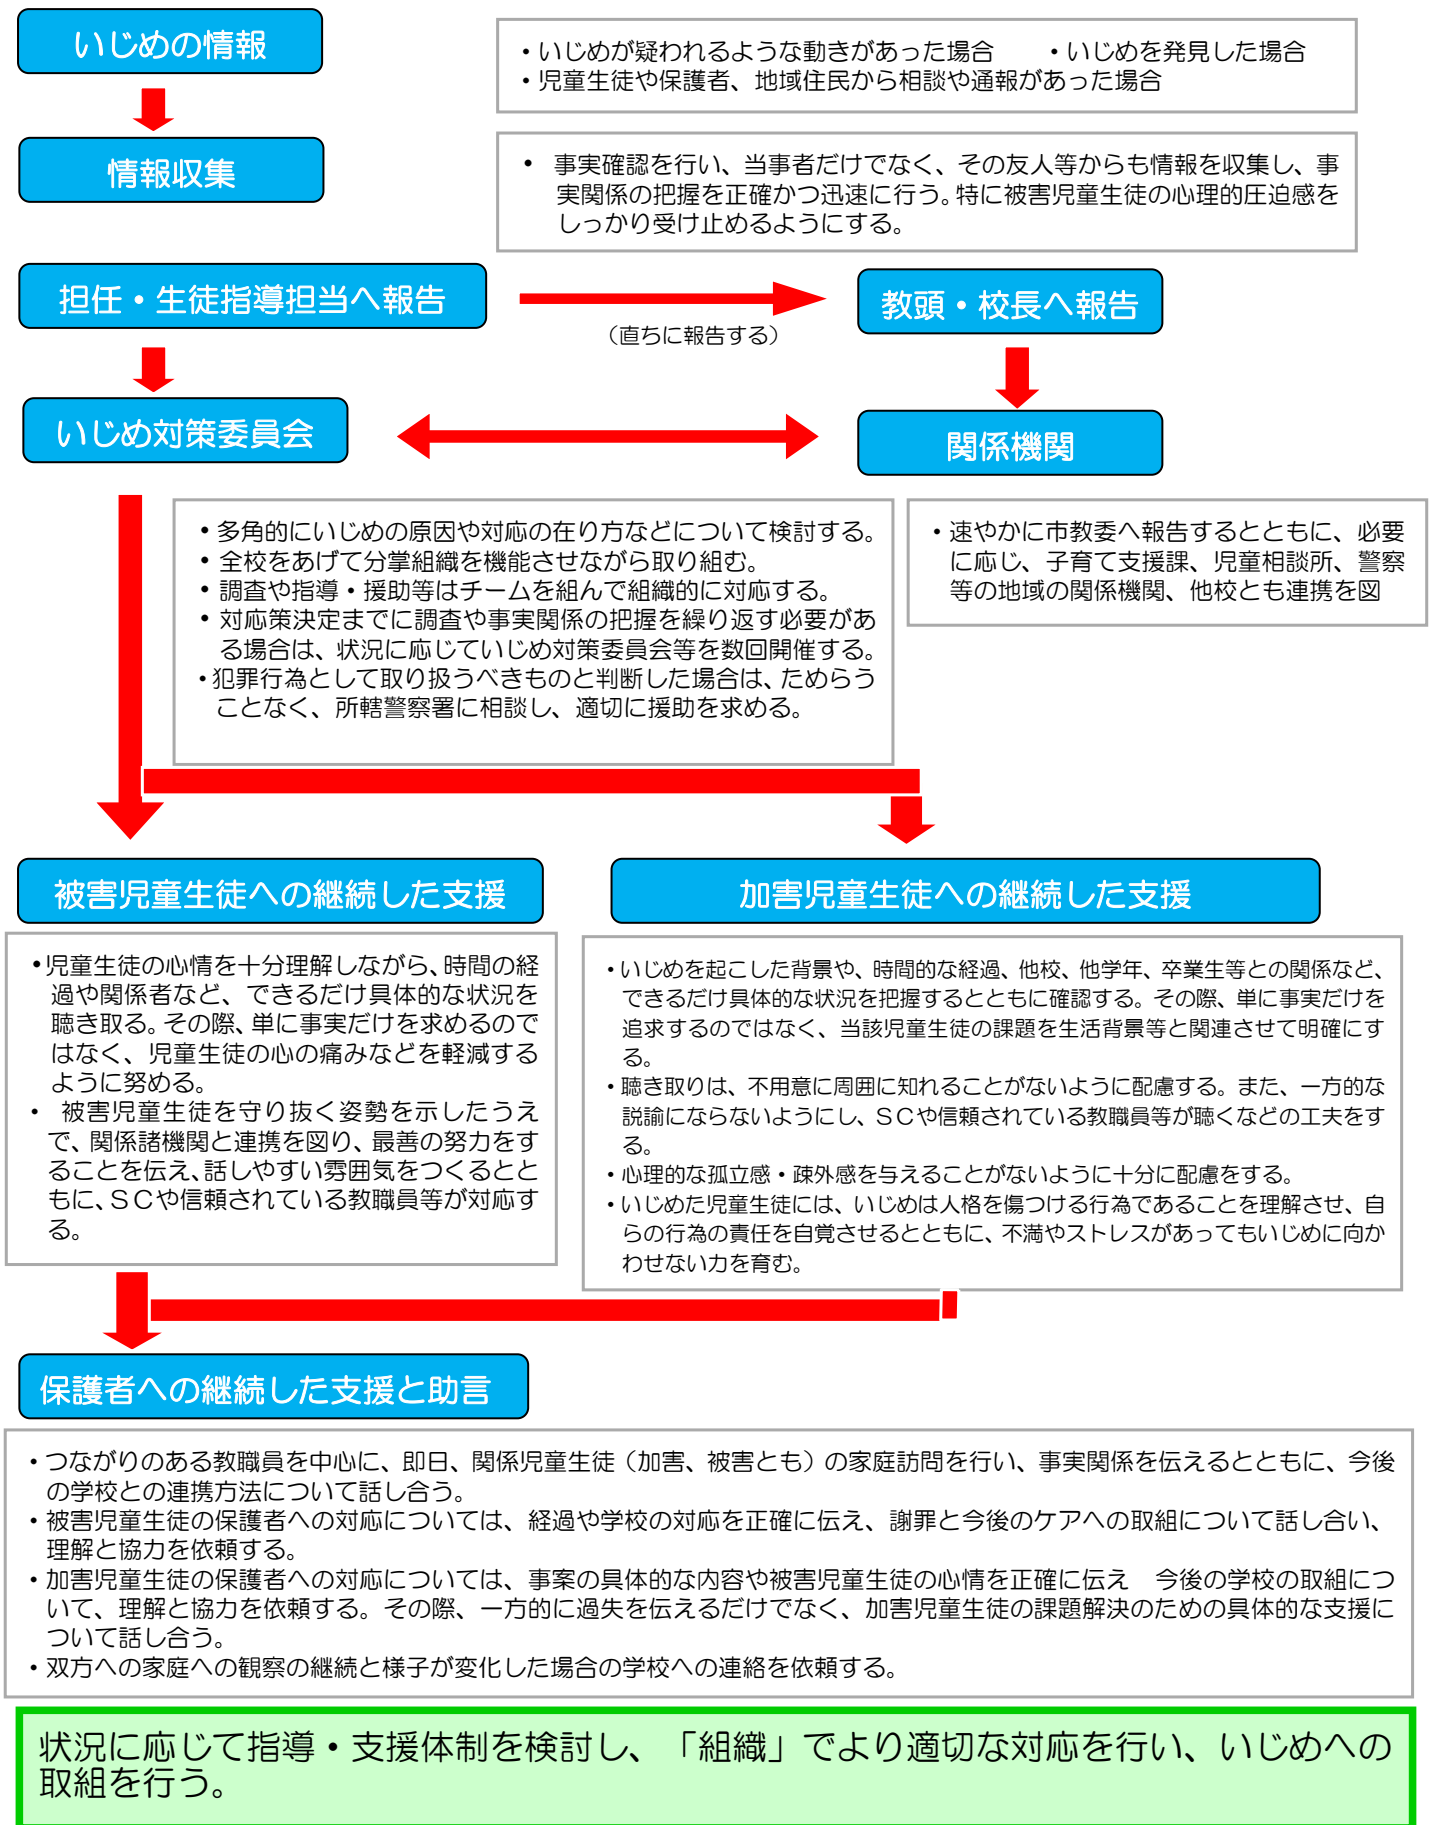 いじめの情報
・いじめが疑われるような動きがあった場合　　・いじめを発見した場合
・児童生徒や保護者、地域住民から相談や通報があった場合
情報収集
・ 事実確認を行い、当事者だけでなく、その友人等からも情報を収集し、事
実関係の把握を正確かつ迅速に行う。特に被害児童生徒の心理的圧迫感を
しっかり受け止めるようにする。
担任・生徒指導担当へ報告
（直ちに報告する）
教頭・校長へ報告
いじめ対策委員会
関係機関
・多角的にいじめの原因や対応の在り方などについて検討する。
・全校をあげて分掌組織を機能させながら取り組む。
・調査や指導・援助等はチームを組んで組織的に対応する。
・対応策決定までに調査や事実関係の把握を繰り返す必要があ
る場合は、状況に応じていじめ対策委員会等を数回開催する。
・犯罪行為として取り扱うべきものと判断した場合は、ためらう
ことなく、所轄警察署に相談し、適切に援助を求める。
・速やかに市教委へ報告するとともに、必要
に応じ、子育て支援課、児童相談所、警察
等の地域の関係機関、他校とも連携を図
被害児童生徒への継続した支援
・児童生徒の心情を十分理解しながら、時間の経
過や関係者など、できるだけ具体的な状況を
聴き取る。その際、単に事実だけを求めるので
はなく、児童生徒の心の痛みなどを軽減する
ように努める。
・ 被害児童生徒を守り抜く姿勢を示したうえ
で、関係諸機関と連携を図り、最善の努力をす
ることを伝え、話しやすい雰囲気をつくるとと
もに、ＳＣや信頼されている教職員等が対応す
る。
加害児童生徒への継続した支援
・いじめを起こした背景や、時間的な経過、他校、他学年、卒業生等との関係など、
できるだけ具体的な状況を把握するとともに確認する。その際、単に事実だけを
追求するのではなく、当該児童生徒の課題を生活背景等と関連させて明確にす
る。
・聴き取りは、不用意に周囲に知れることがないように配慮する。また、一方的な
説諭にならないようにし、ＳＣや信頼されている教職員等が聴くなどの工夫をす
る。
・心理的な孤立感・疎外感を与えることがないように十分に配慮をする。
・いじめた児童生徒には、いじめは人格を傷つける行為であることを理解させ、自
らの行為の責任を自覚させるとともに、不満やストレスがあってもいじめに向か
わせない力を育む。
保護者への継続した支援と助言
・つながりのある教職員を中心に、即日、関係児童生徒（加害、被害とも）の家庭訪問を行い、事実関係を伝えるとともに、今後
の学校との連携方法について話し合う。
・被害児童生徒の保護者への対応については、経過や学校の対応を正確に伝え、謝罪と今後のケアへの取組について話し合い、
理解と協力を依頼する。
・加害児童生徒の保護者への対応については、事案の具体的な内容や被害児童生徒の心情を正確に伝え　今後の学校の取組につ
いて、理解と協力を依頼する。その際、一方的に過失を伝えるだけでなく、加害児童生徒の課題解決のための具体的な支援に
ついて話し合う。
・双方への家庭への観察の継続と様子が変化した場合の学校への連絡を依頼する。
状況に応じて指導・支援体制を検討し、「組織」でより適切な対応を行い、いじめへの
取組を行う。